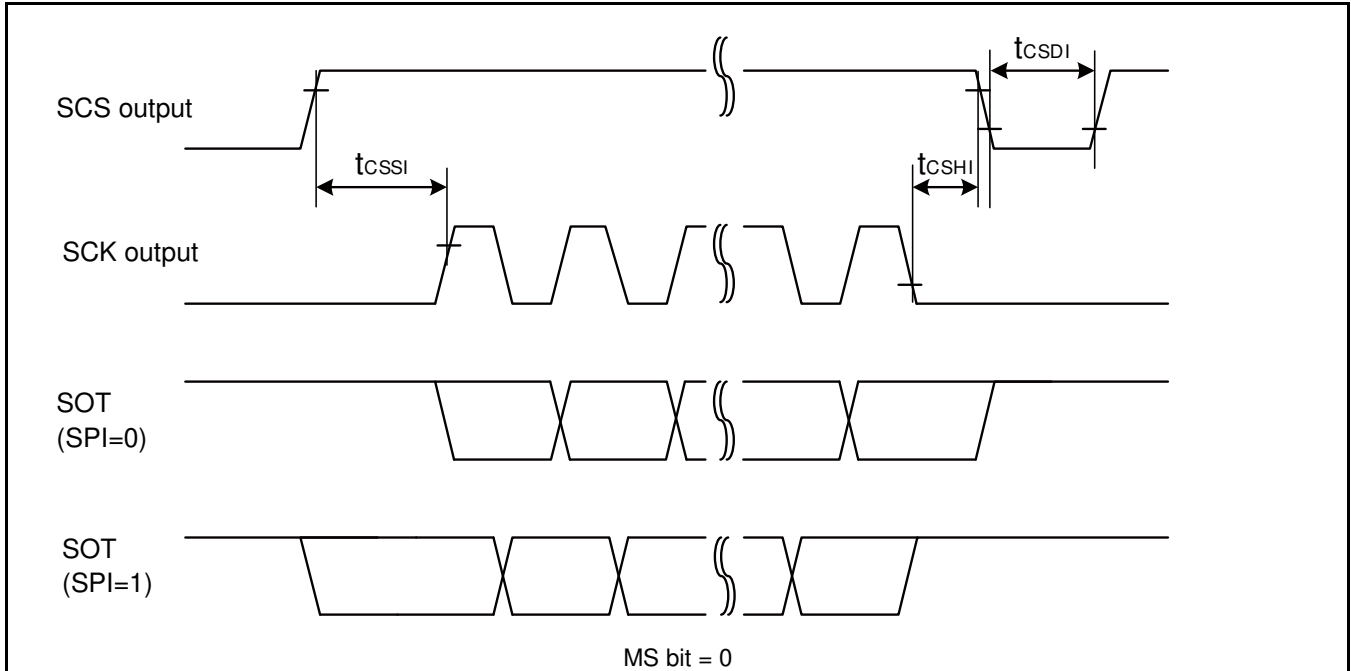 tCSDI
SCS output
tCSSI
tCSHI
SCK output
SOT
(SPI=0)
SOT
(SPI=1)
MS bit = 0